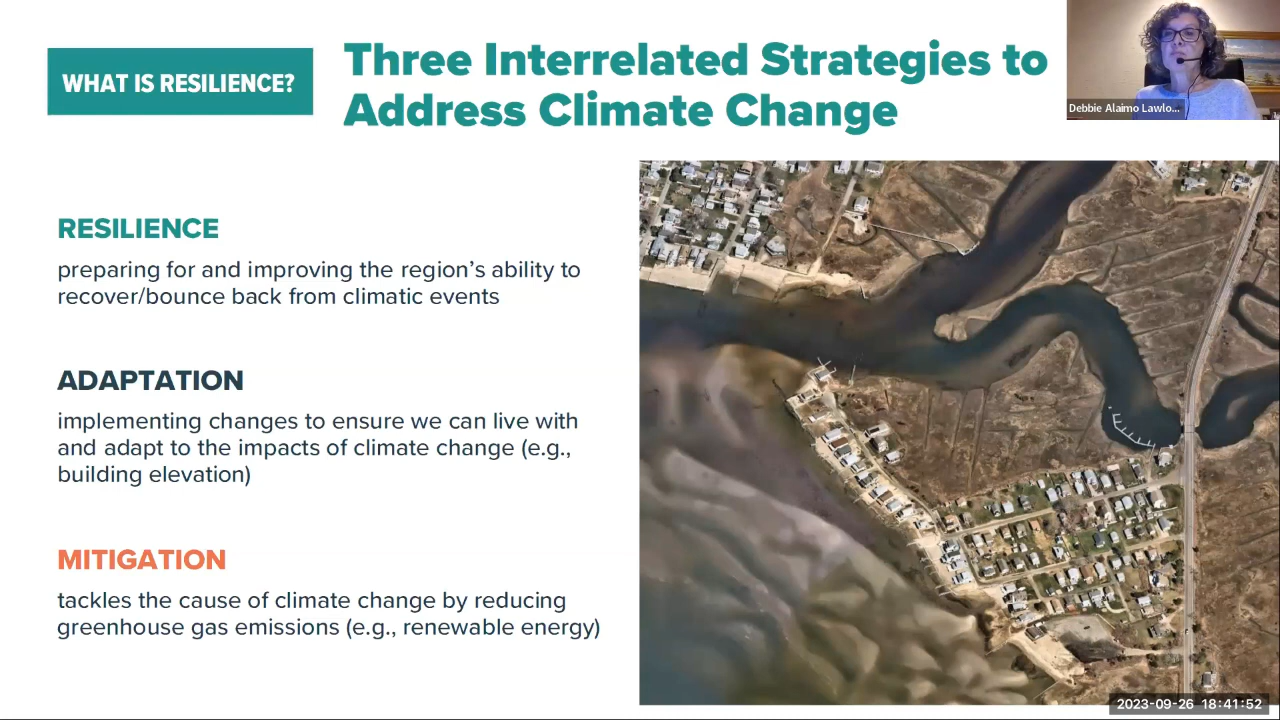 WHAT IS RESILIENCE?
Three Interrelated Strategies to
Address Climate Change
Debbie Alaimo Lawlo...
RESILIENCE
preparing for and improving the region’s ability to
recover/bounce back from climatic events
ADAPTATION
implementing changes to ensure we can live with
and adapt to the impacts of climate change (e.g.,
building elevation)
MITIGATION
tackles the cause of climate change by reducing
greenhouse gas emissions (e.g., renewable energy)
2023-09-26 18:41:52